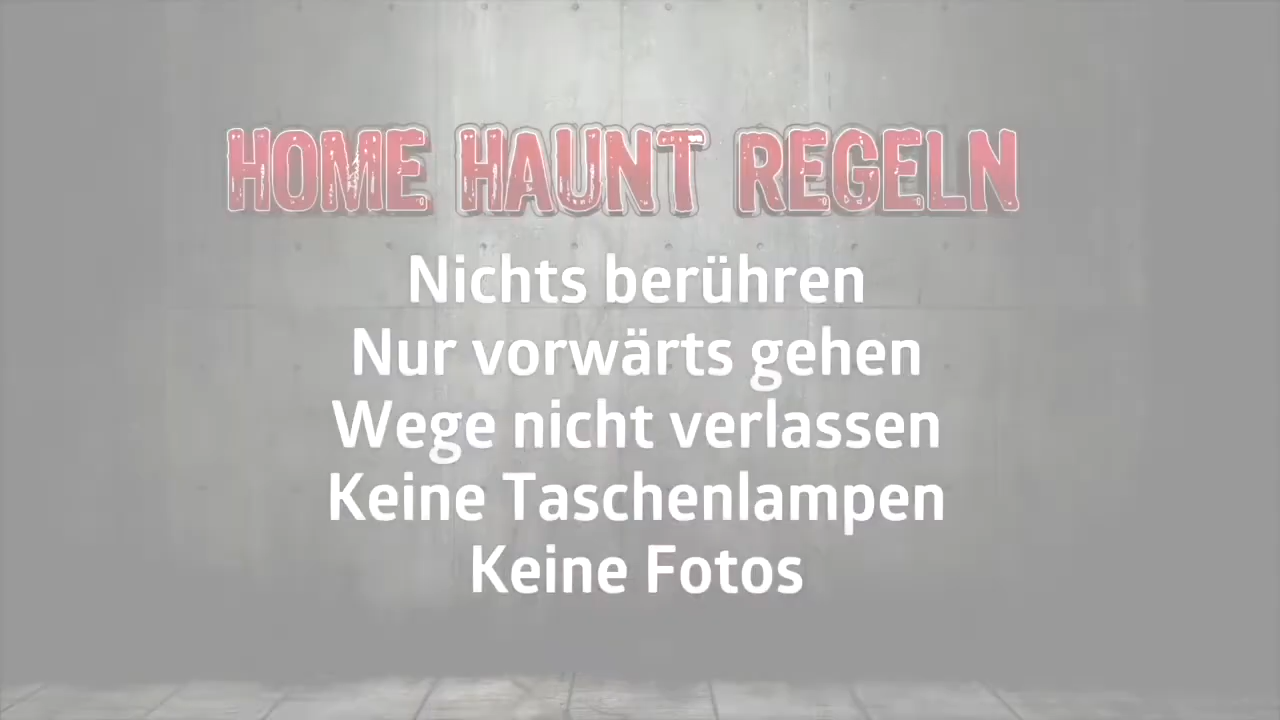 HOME HAUNT REGELN
Nichts berühren
Nur vorwärts gehen
Wege nicht verlassen
Keine Taschenlampen
Keine Fotos